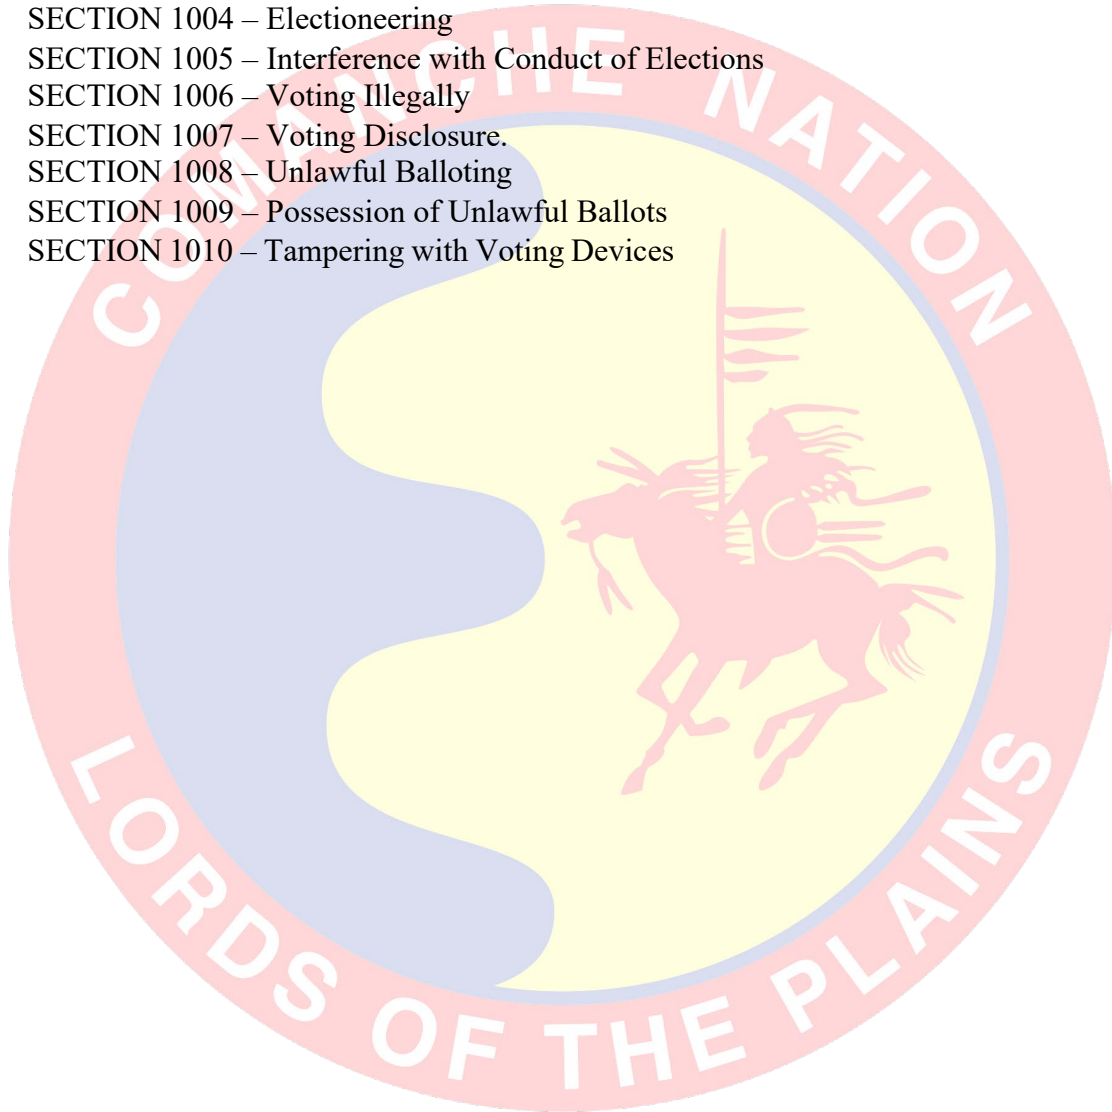 SECTION 1004 – Electioneering
SECTION 1005 – Interference with Conduct of Elections
SECTION 1006 – Voting Illegally
SECTION 1007 – Voting Disclosure.
SECTION 1008 – Unlawful Balloting
SECTION 1009 – Possession of Unlawful Ballots
SECTION 1010 – Tampering with Voting Devices
COMANCHE NATION
LORDS OF THE PLAINS